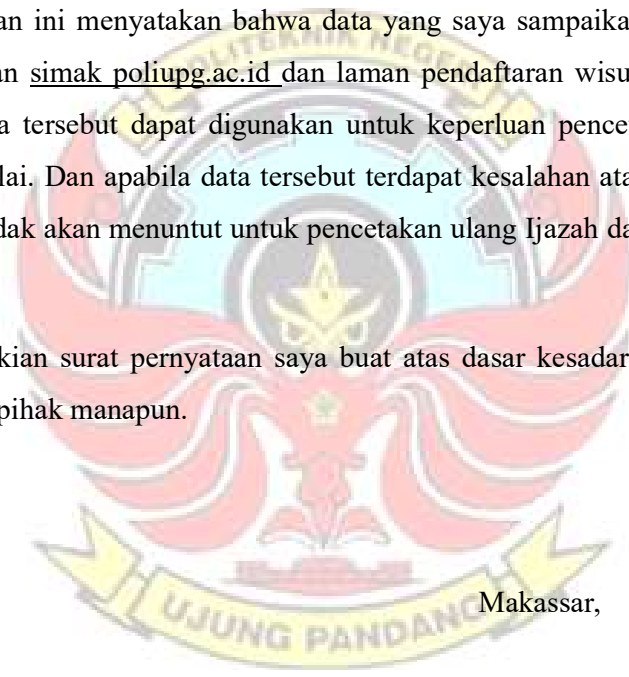 an ini menyatakan bahwa data yang saya sampaika
an simak poliupg.ac.id dan laman pendaftaran wisu
a tersebut dapat digunakan untuk keperluan pence
lai. Dan apabila data tersebut terdapat kesalahan ata
dak akan menuntut untuk pencetakan ulang Ijazah da
kian surat pernyataan saya buat atas dasar kesadar
pihak manapun.
Makassar,
POLITEKNIK NEGERI
UJUNG PANDANG